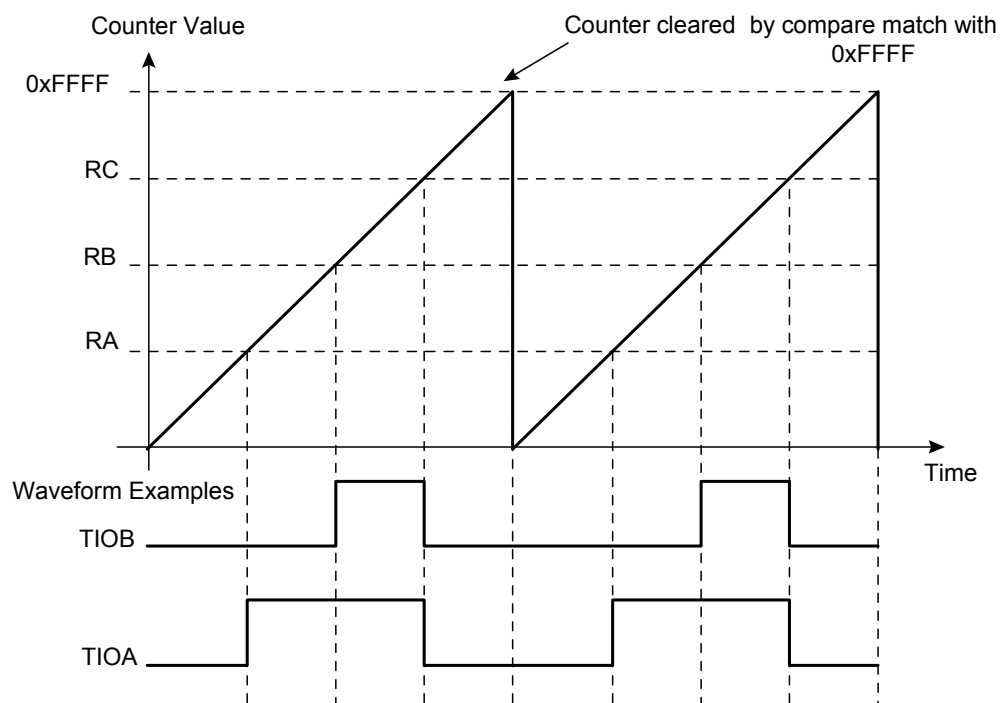 Counter Value
Counter cleared by compare match with
0xFFFF
0xFFFF
RC
RB
RA
Time
Waveform Examples
TIOB
TIOA